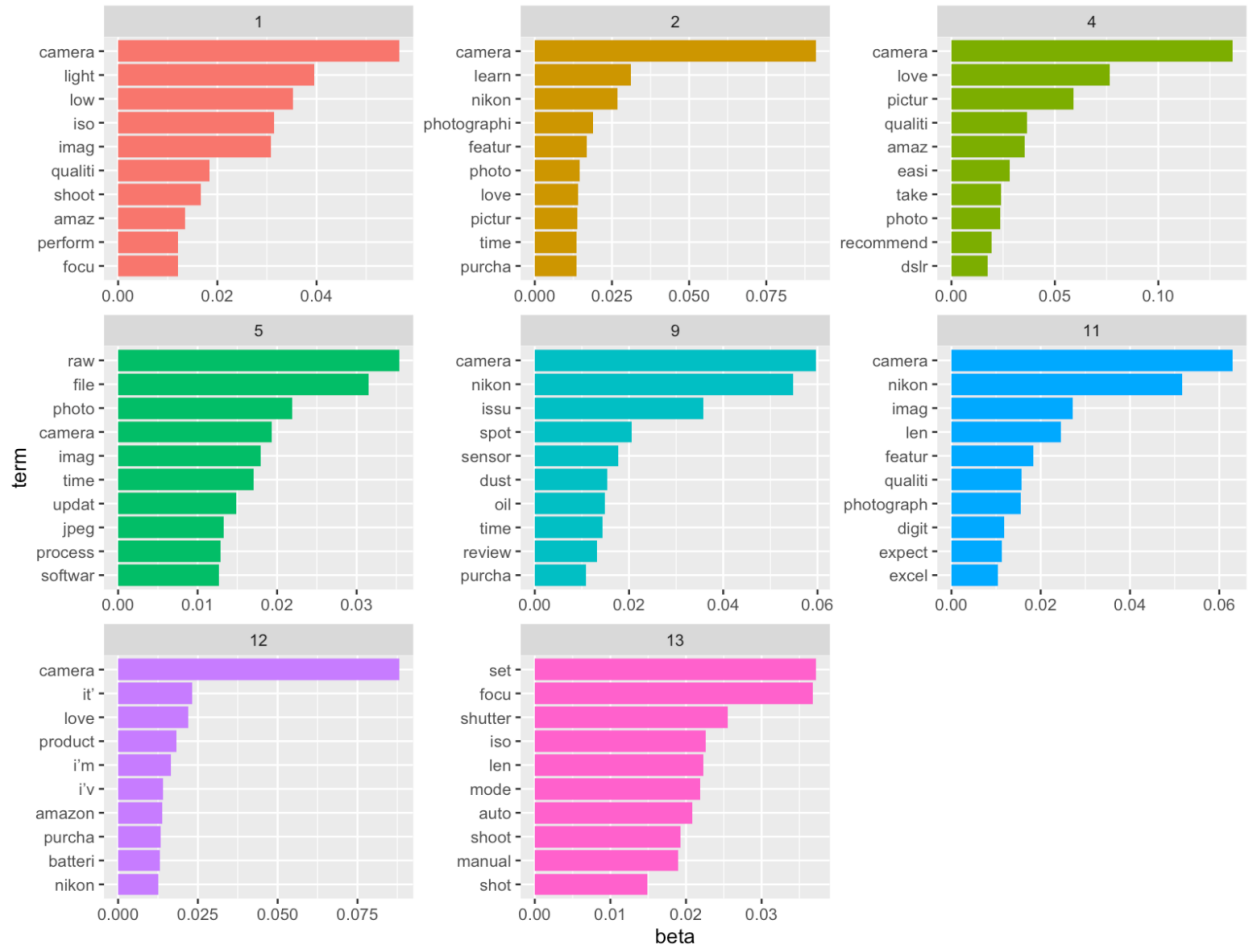 1
camera
light
low
iso
imag
qualiti
shoot
amaz
perform
focu
0.00 0.02 0.04
2
camera
learn
nikon
photographi
featur
photo
love
pictur
time
purcha
0.000 0.025 0.050 0.075
4
camera
love
pictur
qualiti
amaz
easi
take
photo
recommend
dslr
0.00 0.05 0.10
term
5
raw
file
photo
camera
imag
time
updat
jpeg
process
softwar
0.00 0.01 0.02 0.03
9
camera
nikon
issu
spot
sensor
dust
oil
time
review
purcha
0.00 0.02 0.04 0.06
11
camera
nikon
imag
len
featur
qualiti
photograph
digit
expect
excel
0.00 0.02 0.04 0.06
12
camera
it'
love
product
i'm
i'v
amazon
purcha
batteri
nikon
0.000 0.025 0.050 0.075
13
set
focu
shutter
iso
len
mode
auto
shoot
manual
shot
0.00 0.01 0.02 0.03
beta